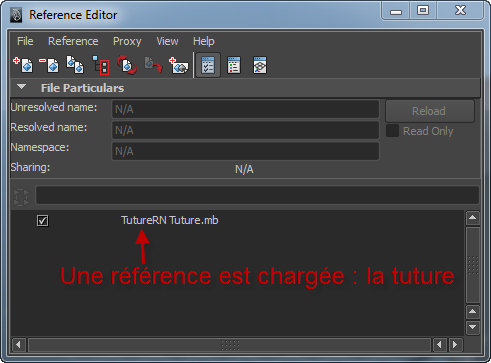 Reference Editor
File Reference Proxy View Help
File Particulars
Unresolved name: N/A Reload
Resolved name: N/A Read Only
Namespace: N/A
Sharing: N/A
TutureRN Tuture.mb
Une référence est chargée : la tuture